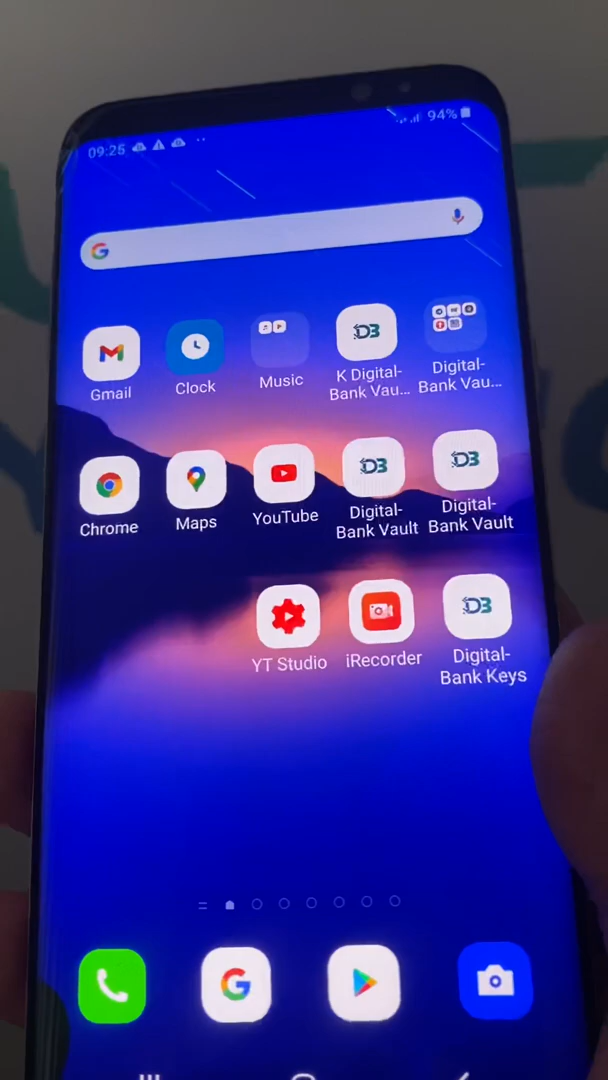 09:25
94%
Gmail
Clock
Music
K Digital-
Bank Vau...
Digital-
Bank Vau...
Chrome
Maps
YouTube
Digital-
Bank Vault
Digital-
Bank Vault
YT Studio
iRecorder
Digital-
Bank Keys